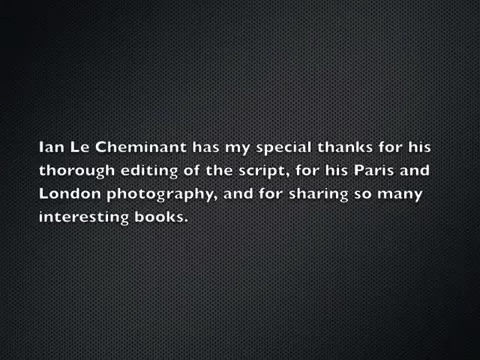 Ian Le Cheminant has my special thanks for his
thorough editing of the script, for his Paris and
London photography, and for sharing so many
interesting books.